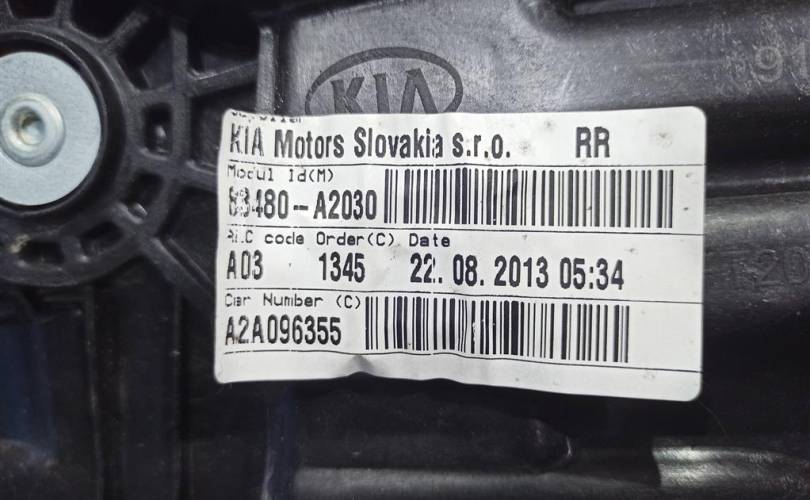 KIA
KIA Motors Slovakia s.r.o. RR
Modul Id(M)
83480-A2030
ALC code Order(C) Date
A03 1345 22. 08. 2013 05:34
Car Number (C)
A2A096355